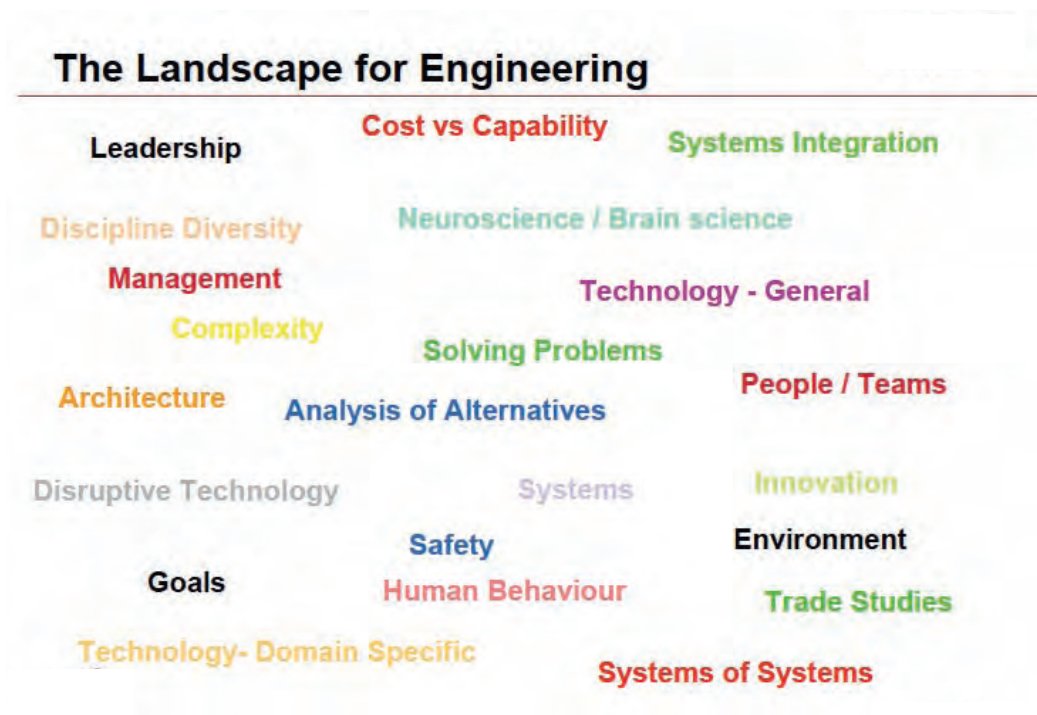 The Landscape for Engineering
Cost vs Capability
Leadership
Systems Integration
Discipline Diversity
Neuroscience / Brain science
Management
Technology - General
Complexity
Solving Problems
People / Teams
Architecture
Analysis of Alternatives
Disruptive Technology
Systems
Innovation
Safety
Environment
Goals
Human Behaviour
Trade Studies
Technology- Domain Specific
Systems of Systems